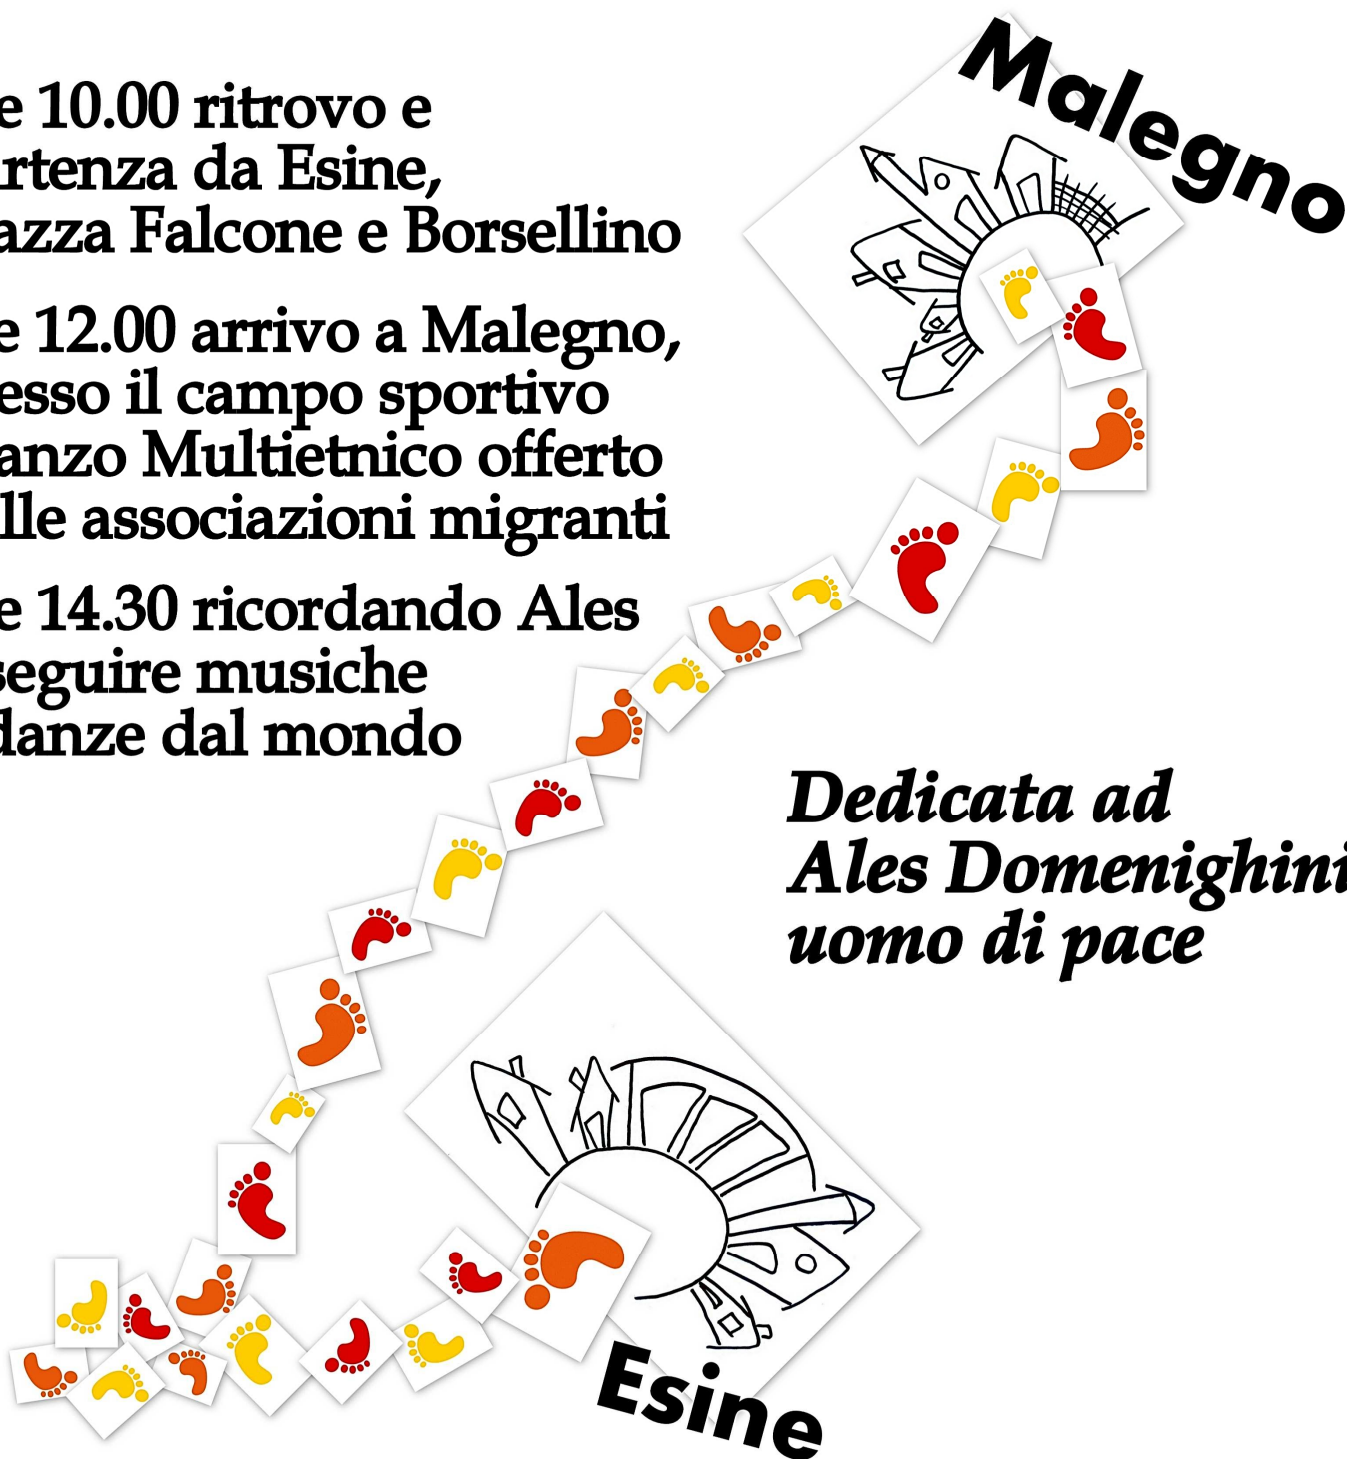 e 10.00 ritrovo e
rtenza da Esine,
azza Falcone e Borsellino
e 12.00 arrivo a Malegno,
esso il campo sportivo
anzo Multietnico offerto
lle associazioni migranti
e 14.30 ricordando Ales
seguire musiche
danze dal mondo
Malegno
Dedicata ad
Ales Domenighini
uomo di pace
Esine